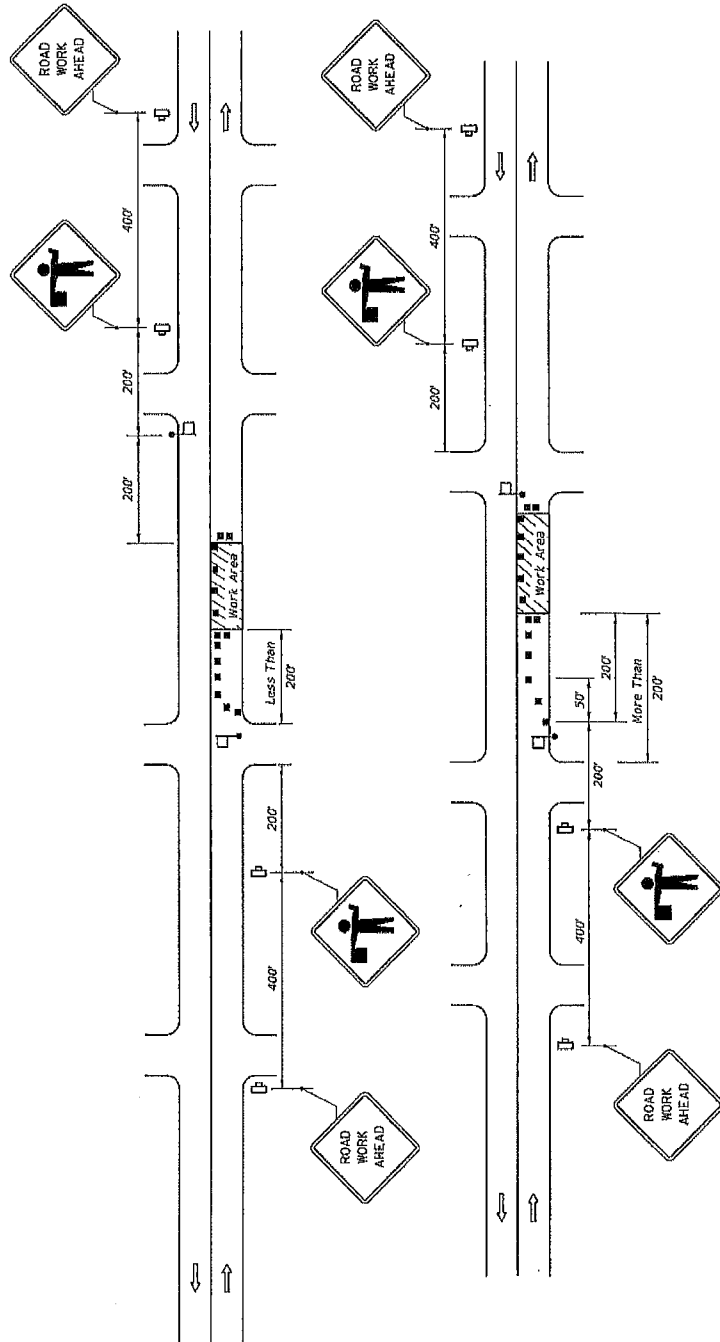 ROAD
WORK
AHEAD
400'
200'
200'
Work Area
Less Than
200'
200'
400'
ROAD
WORK
AHEAD
ROAD
WORK
AHEAD
400'
200'
Work Area
200'
50'
More Than
200'
200'
400'
ROAD
WORK
AHEAD